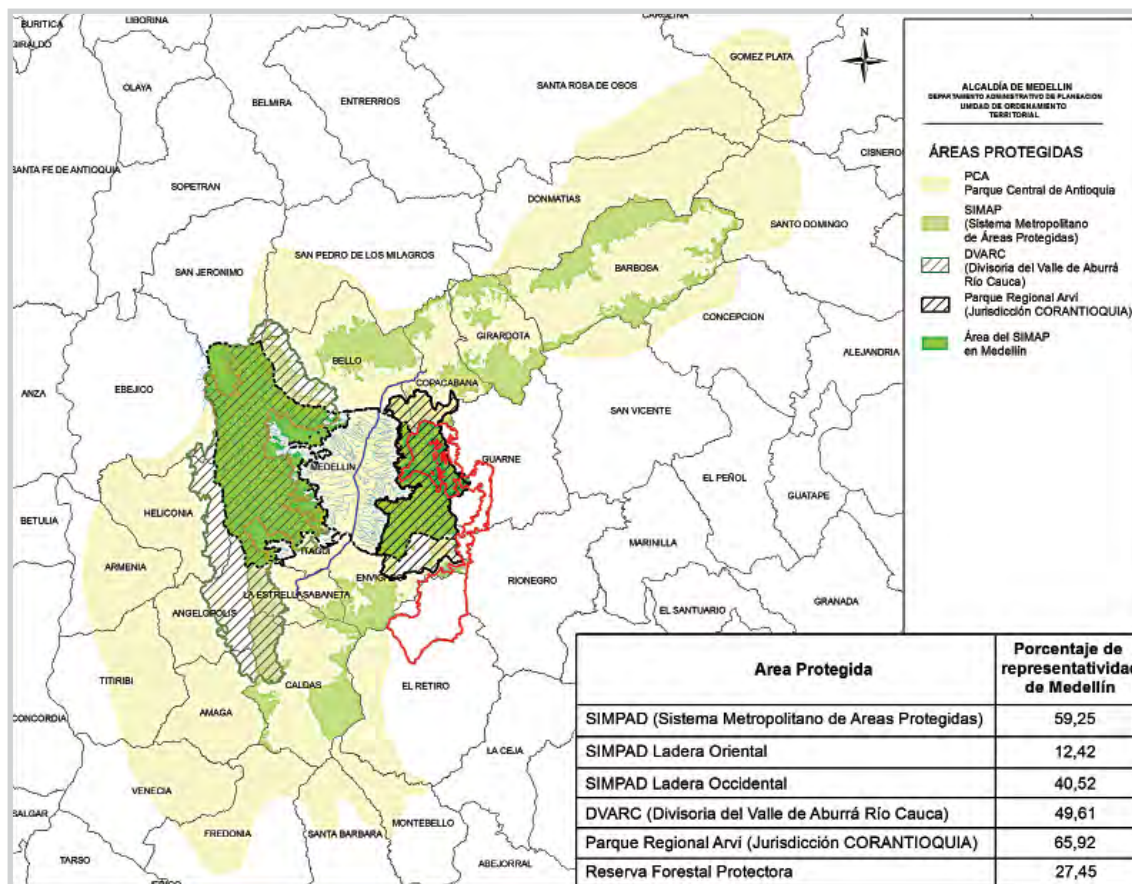 BURITICA
LIBORINA
CAROLINA
GIRALDO
OLAYA
BELMIRA
ENTRERRIOS
SANTA ROSA DE OSOS
GOMEZ PLATA
N
SANTA FE DE ANTIOQUIA
SOPETRAN
CISNEROS
DONMATIAS
SANTO DOMINGO
SAN PEDRO DE LOS MILAGROS
SAN JERONIMO
BARBOSA
CONCEPCION
GIRARDOTA
BELLO
COPACABANA
ALEJANDRIA
ANZA
EBEJICO
SAN VICENTE
MEDELLIN
GUARNE
EL PEÑOL
GUATAPE
BETULIA
HELICONIA
MARINILLA
ITAGUI
ARMENIA
ENVIGADO
RIONEGRO
GRANADA
LA ESTRELLA
SABANETA
EL SANTUARIO
ANGELOPOLIS
TITIRIBI
CALDAS
EL RETIRO
CONCORDIA
AMAGA
LA CEJA
VENECIA
SALGAR
FREDONIA
SANTA BARBARA
MONTEBELLO
TARSO
ABEJORRAL
ALCALDÍA DE MEDELLIN
DEPARTAMENTO ADMINISTRATIVO DE PLANEACION
UNIDAD DE ORDENAMIENTO
TERRITORIAL
ÁREAS PROTEGIDAS
PCA
Parque Central de Antioquia
SIMAP
(Sistema Metropolitano
de Áreas Protegidas)
DVARC
(Divisoria del Valle de Aburrá
Río Cauca)
Parque Regional Arví
(Jurisdicción CORANTIOQUIA)
Área del SIMAP
en Medellín
Area Protegida
Porcentaje de
representatividad
de Medellín
SIMPAD (Sistema Metropolitano de Areas Protegidas) 59,25
SIMPAD Ladera Oriental 12,42
SIMPAD Ladera Occidental 40,52
DVARC (Divisoria del Valle de Aburrá Río Cauca) 49,61
Parque Regional Arví (Jurisdicción CORANTIOQUIA) 65,92
Reserva Forestal Protectora 27,45